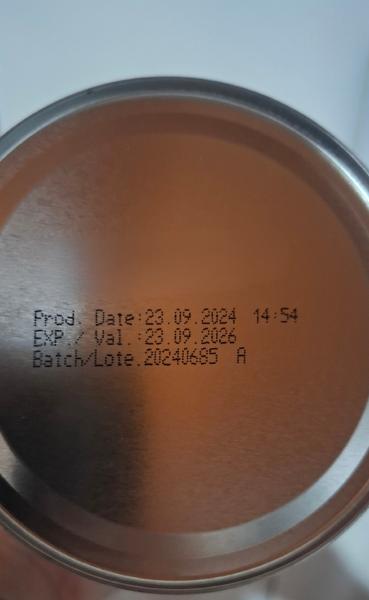 Prod. Date:23.09.2024 14:54
EXP./ Val.:23.09.2026
Batch/Lote.20240685 A